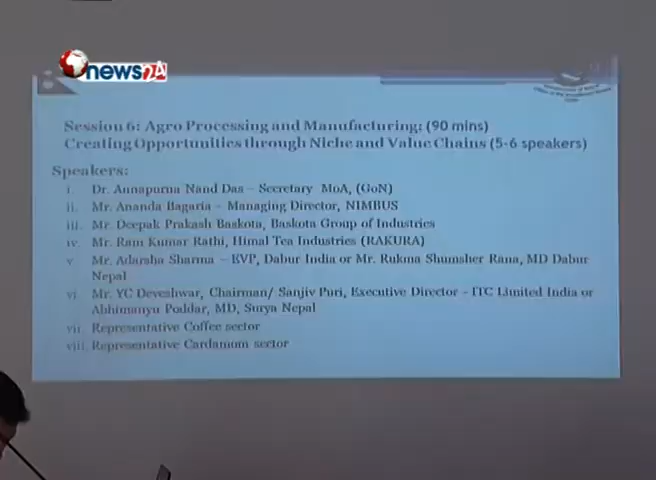 news24
Session 6: Agro Processing and Manufacturing: (90 mins)
Creating Opportunities through Niche and Value Chains (5-6 speakers)
Speakers:
i. Dr. Annapurna Nand Das – Secretary MoA, (GoN)
ii. Mr. Ananda Bagaria – Managing Director, NIMBUS
iii. Mr. Deepak Prakash Baskota, Baskota Group of Industries
iv. Mr. Ram Kumar Rathi, Himal Tea Industries (RAKURA)
v. Mr. Adarsha Sharma – EVP, Dabur India or Mr. Rukma Shumsher Rana, MD Dabur
Nepal
vi. Mr. YC Deveshwar, Chairman/ Sanjiv Puri, Executive Director - ITC Limited India or
Abhimanyu Poddar, MD, Surya Nepal
vii. Representative Coffee sector
viii. Representative Cardamom sector